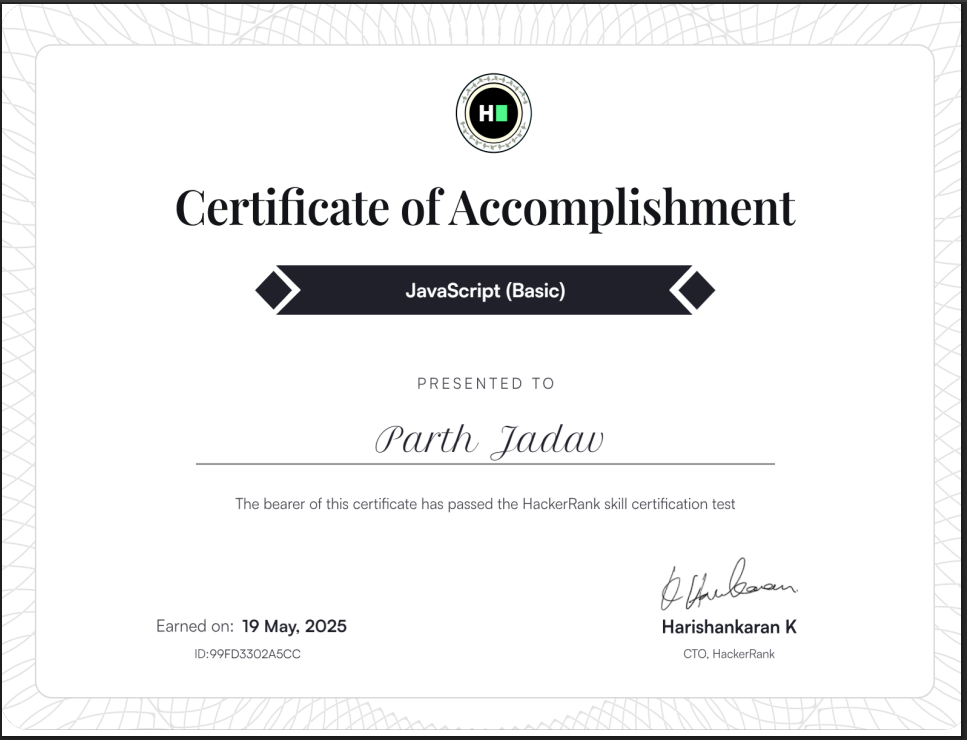 H
Certificate of Accomplishment
JavaScript (Basic)
PRESENTED TO
Parth Jadav
The bearer of this certificate has passed the HackerRank skill certification test
Earned on: 19 May, 2025
ID:99FD3302A5CC
Harishankaran K
CTO, HackerRank